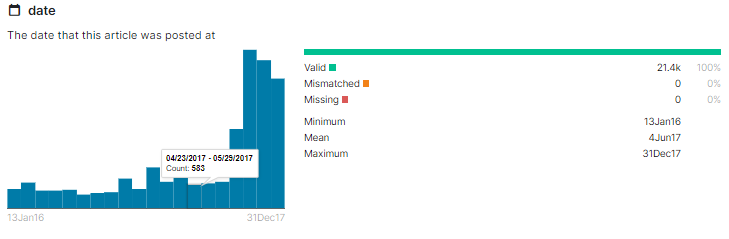 date
The date that this article was posted at
04/23/2017 - 05/29/2017
Count: 583
13Jan16 31Dec17
Valid 21.4k 100%
Mismatched 0 0%
Missing 0 0%
Minimum 13Jan16
Mean 4Jun17
Maximum 31Dec17